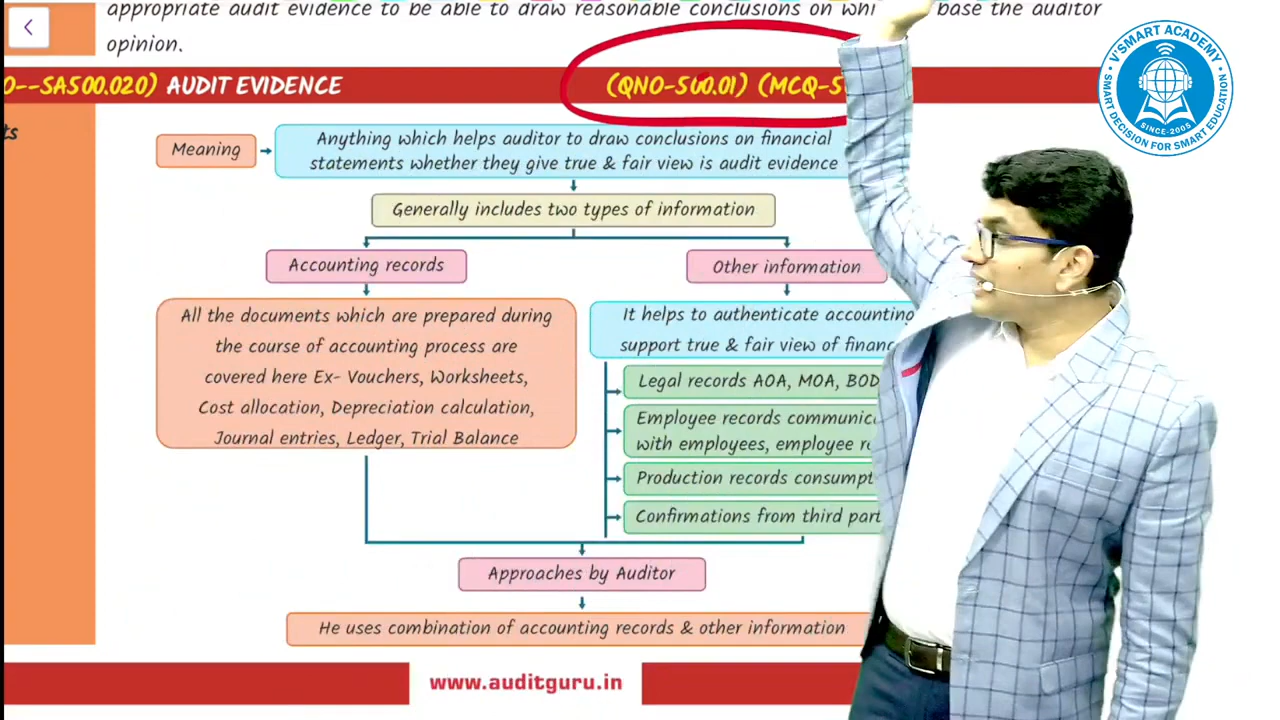 appropriate audit evidence to be able to draw reasonable conclusions on base the auditor
opinion.
O--SA500.020) AUDIT EVIDENCE (QNO-500.01) (MCQ-
Meaning
Anything which helps auditor to draw conclusions on financial
statements whether they give true & fair view is audit evidence
Generally includes two types of information
Accounting records
Other information
All the documents which are prepared during
the course of accounting process are
covered here Ex- Vouchers, Worksheets,
Cost allocation, Depreciation calculation,
Journal entries, Ledger, Trial Balance
It helps to authenticate accounting
support true & fair view of
Legal records AOA, MOA, BOD
Employee records
with employees, employee
Production records
Confirmations from third
Approaches by Auditor
He uses combination of accounting records & other information
www.auditguru.in
V'SMART ACADEMY
SINCE-2005
SMART DECISION FOR SMART EDUCATION